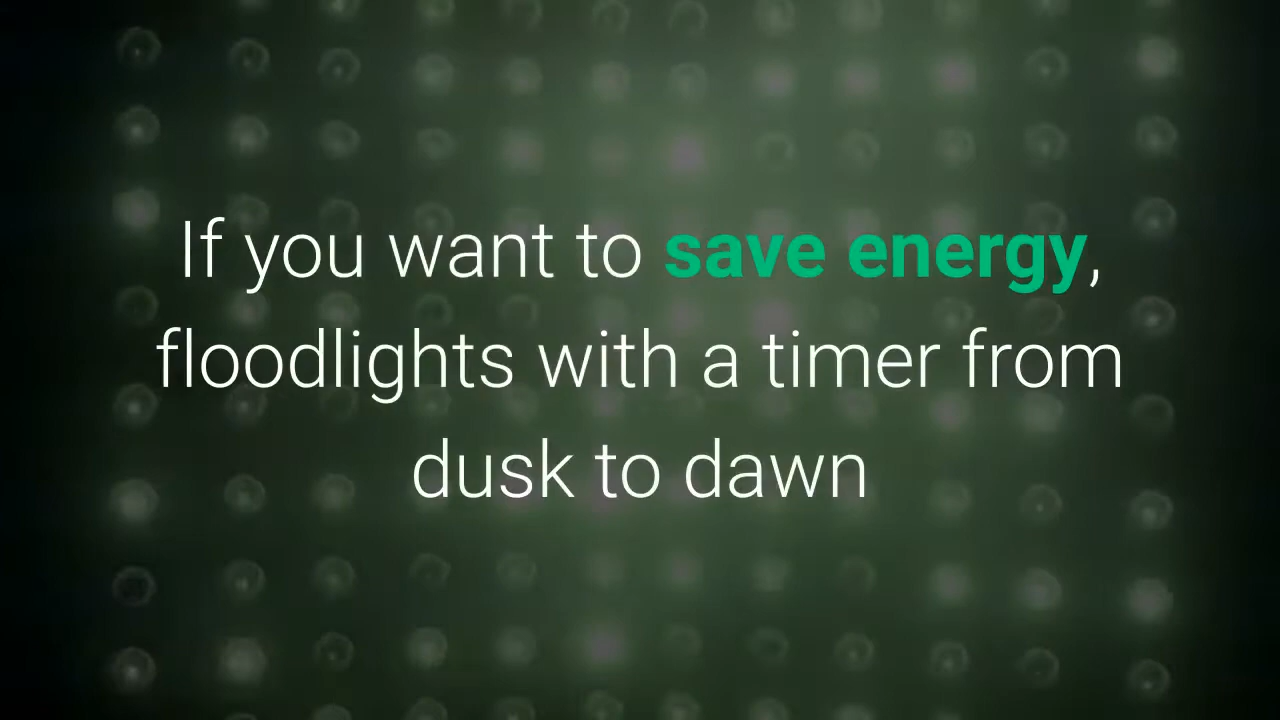 If you want to save energy,
floodlights with a timer from
dusk to dawn